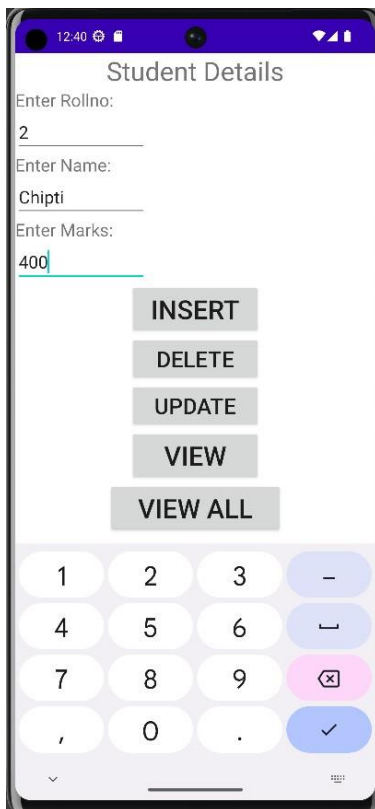 12:40
Student Details
Enter Rollno:
2
Enter Name:
Chipti
Enter Marks:
400
INSERT
DELETE
UPDATE
VIEW
VIEW ALL
1 2 3 –
4 5 6
7 8 9
, 0 .